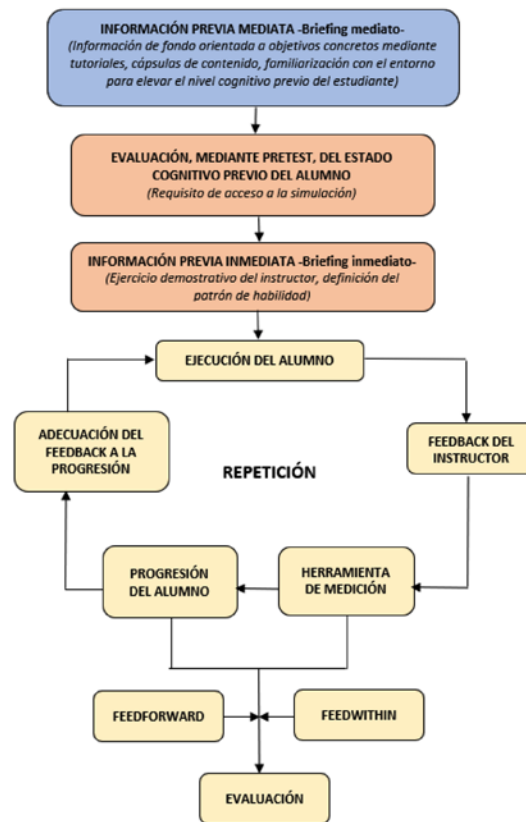 INFORMACIÓN PREVIA MEDIATA -Briefing mediato-
(Información de fondo orientada a objetivos concretos mediante
tutoriales, cápsulas de contenido, familiarización con el entorno
para elevar el nivel cognitivo previo del estudiante)
EVALUACIÓN, MEDIANTE PRETEST, DEL ESTADO
COGNITIVO PREVIO DEL ALUMNO
(Requisito de acceso a la simulación)
INFORMACIÓN PREVIA INMEDIATA -Briefing inmediato-
(Ejercicio demostrativo del instructor, definición del
patrón de habilidad)
EJECUCIÓN DEL ALUMNO
ADECUACIÓN DEL
FEEDBACK A LA
PROGRESIÓN
FEEDBACK DEL
INSTRUCTOR
REPETICIÓN
PROGRESIÓN
DEL ALUMNO
HERRAMIENTA
DE MEDICIÓN
FEEDFORWARD
FEEDWITHIN
EVALUACIÓN